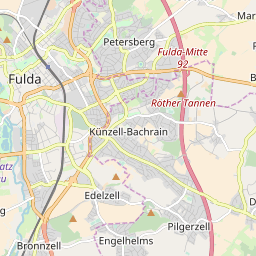 Mar
Petersberg
Fulda-Mitte
92
Fulda
B
Röther Tannen
Künzell-Bachrain
atz
Edelzell
D
Pilgerzell
Engelhelms
Bronnzell